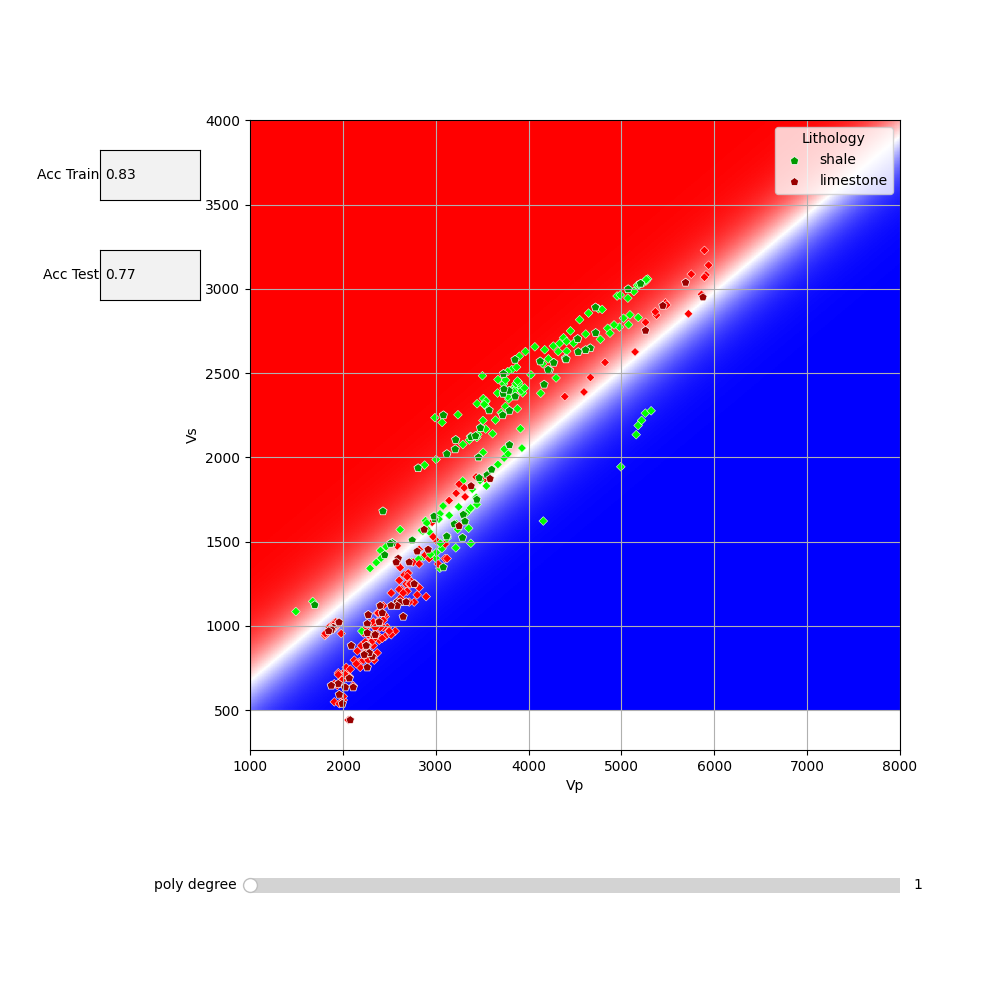 Acc Train 0.83
Acc Test 0.77
Lithology
shale
limestone
4000
3500
3000
2500
2000
1500
1000
500
Vs
1000 2000 3000 4000 5000 6000 7000 8000
Vp
poly degree 1